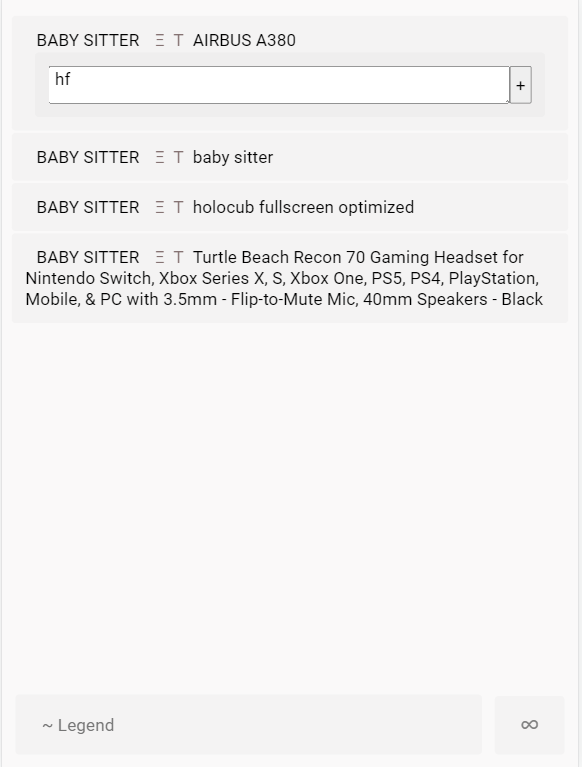 BABY SITTER Ξ T AIRBUS A380
hf
+
BABY SITTER Ξ T baby sitter
BABY SITTER Ξ T holocub fullscreen optimized
BABY SITTER Ξ T Turtle Beach Recon 70 Gaming Headset for
Nintendo Switch, Xbox Series X, S, Xbox One, PS5, PS4, PlayStation,
Mobile, & PC with 3.5mm - Flip-to-Mute Mic, 40mm Speakers - Black
~ Legend
∞